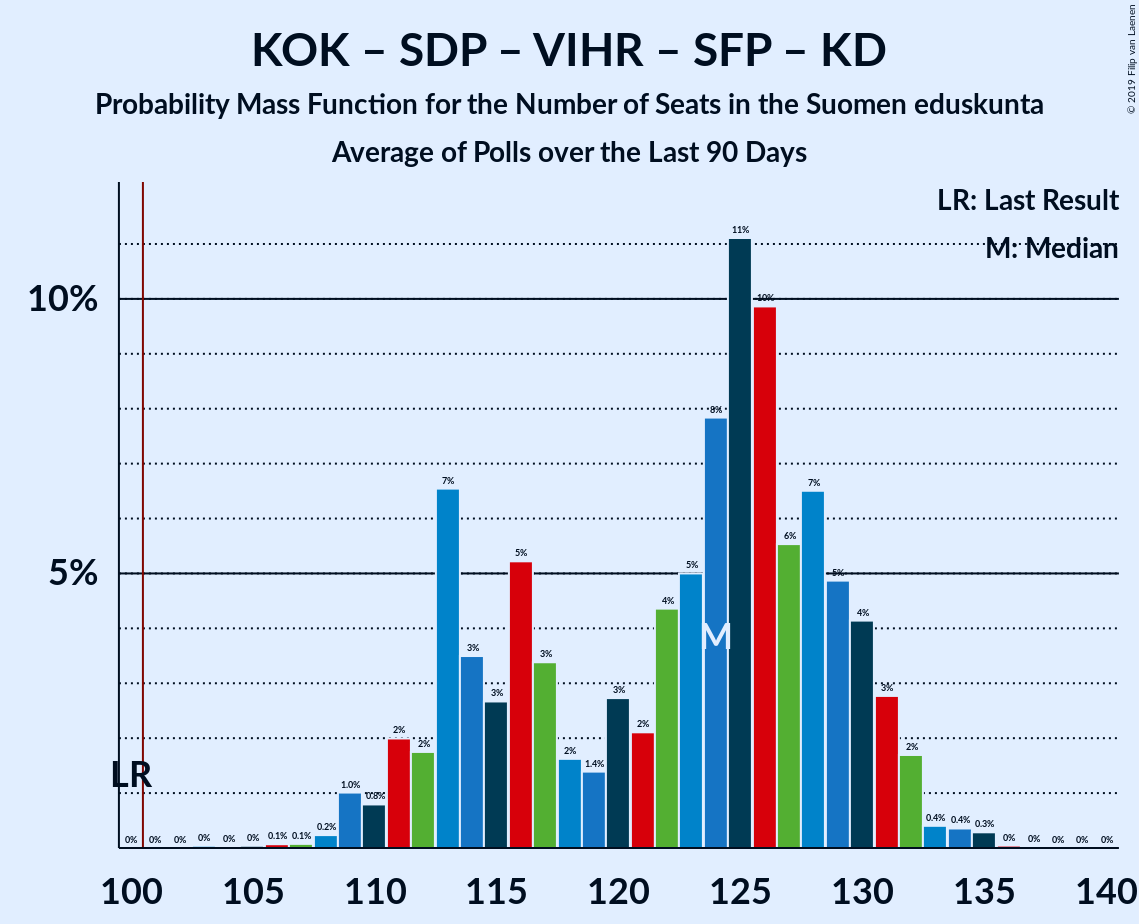 KOK – SDP – VIHR – SFP – KD
Probability Mass Function for the Number of Seats in the Suomen eduskunta
Average of Polls over the Last 90 Days
© 2019 Filip van Laenen
LR: Last Result
M: Median
10%
5%
LR
M
0% 0% 0% 0% 0% 0% 0.1% 0.1% 0.2% 1.0% 0.8% 2% 2% 7% 3% 3% 5% 3% 2% 1.4% 3% 2% 4% 5% 8% 11% 10% 6% 7% 5% 4% 3% 2% 0.4% 0.4% 0.3% 0% 0% 0% 0% 0%
100 105 110 115 120 125 130 135 140